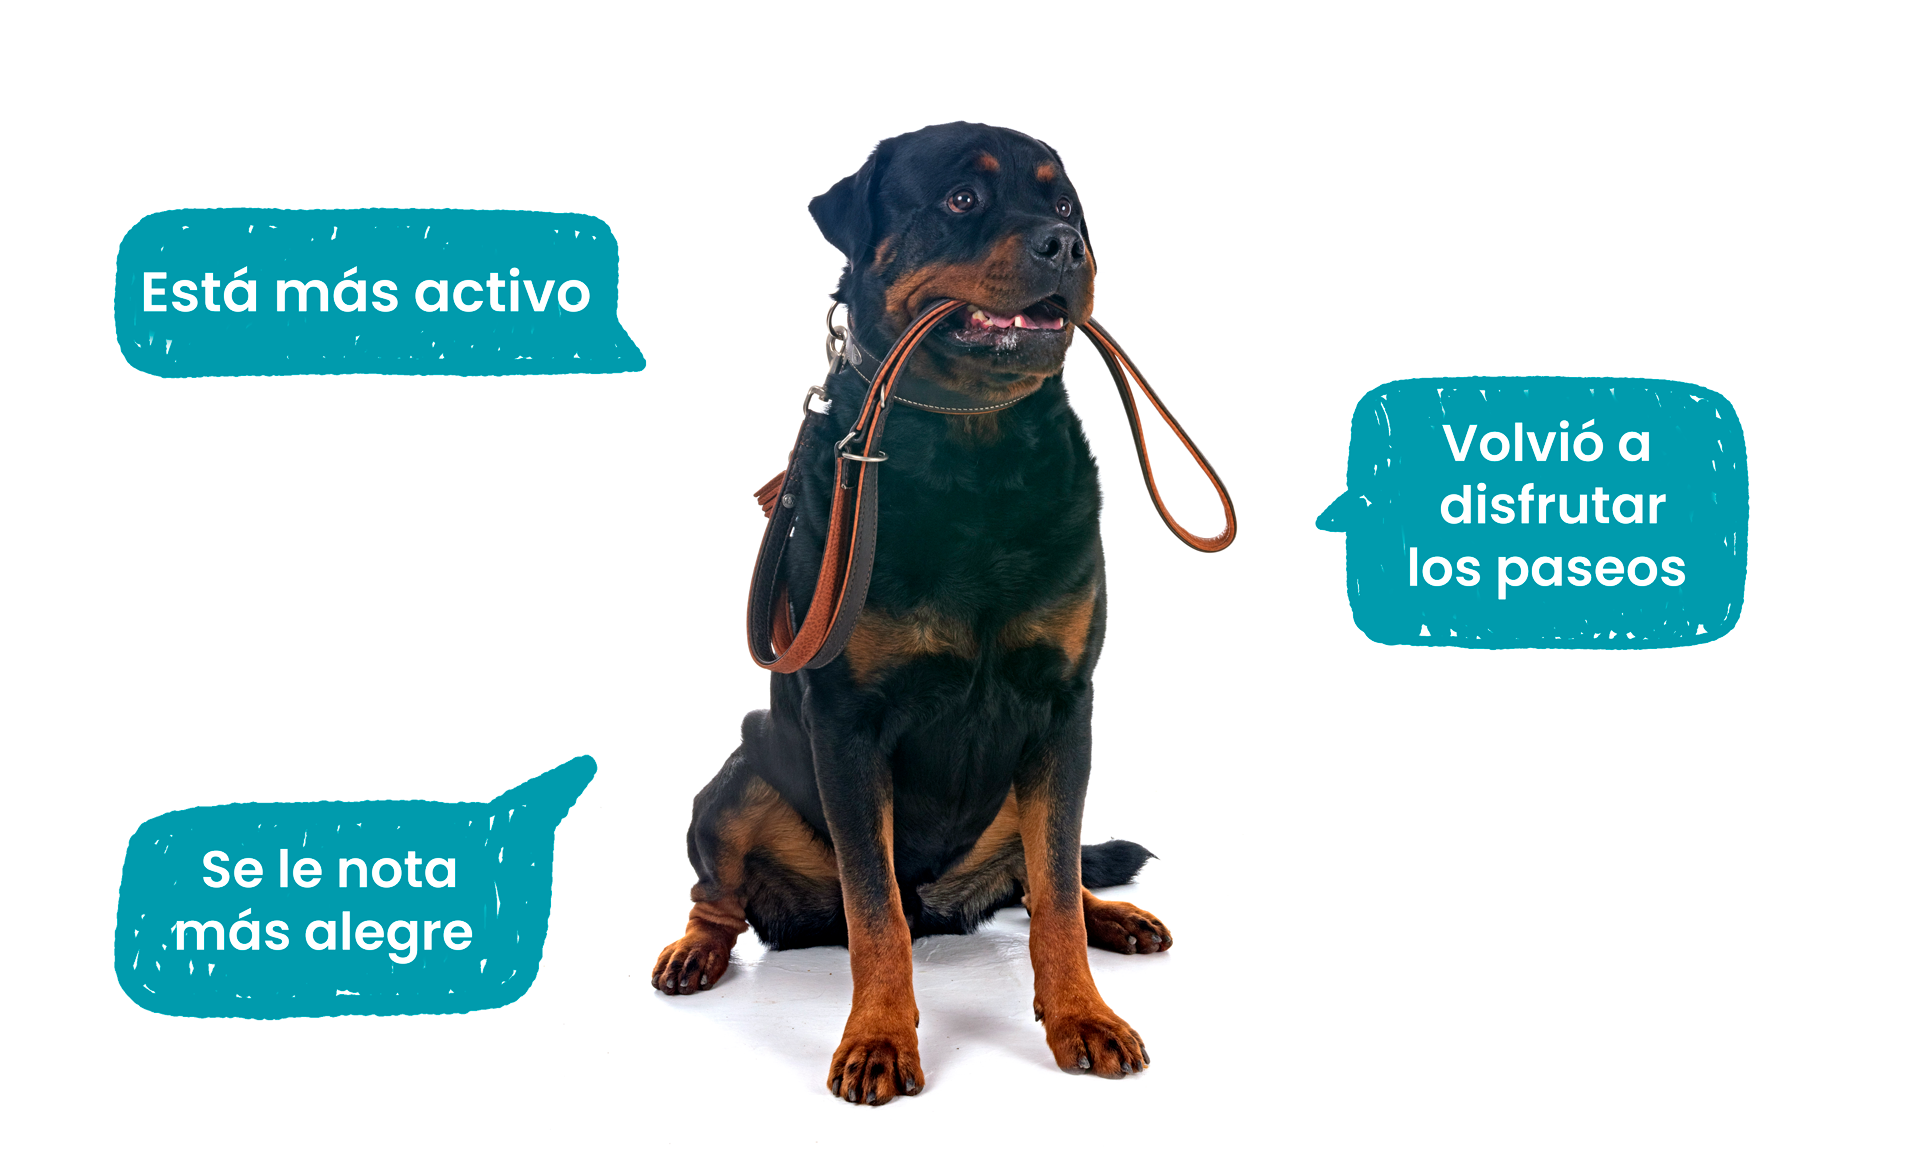 Está más activo
Volvió a
disfrutar
los paseos
Se le nota
más alegre